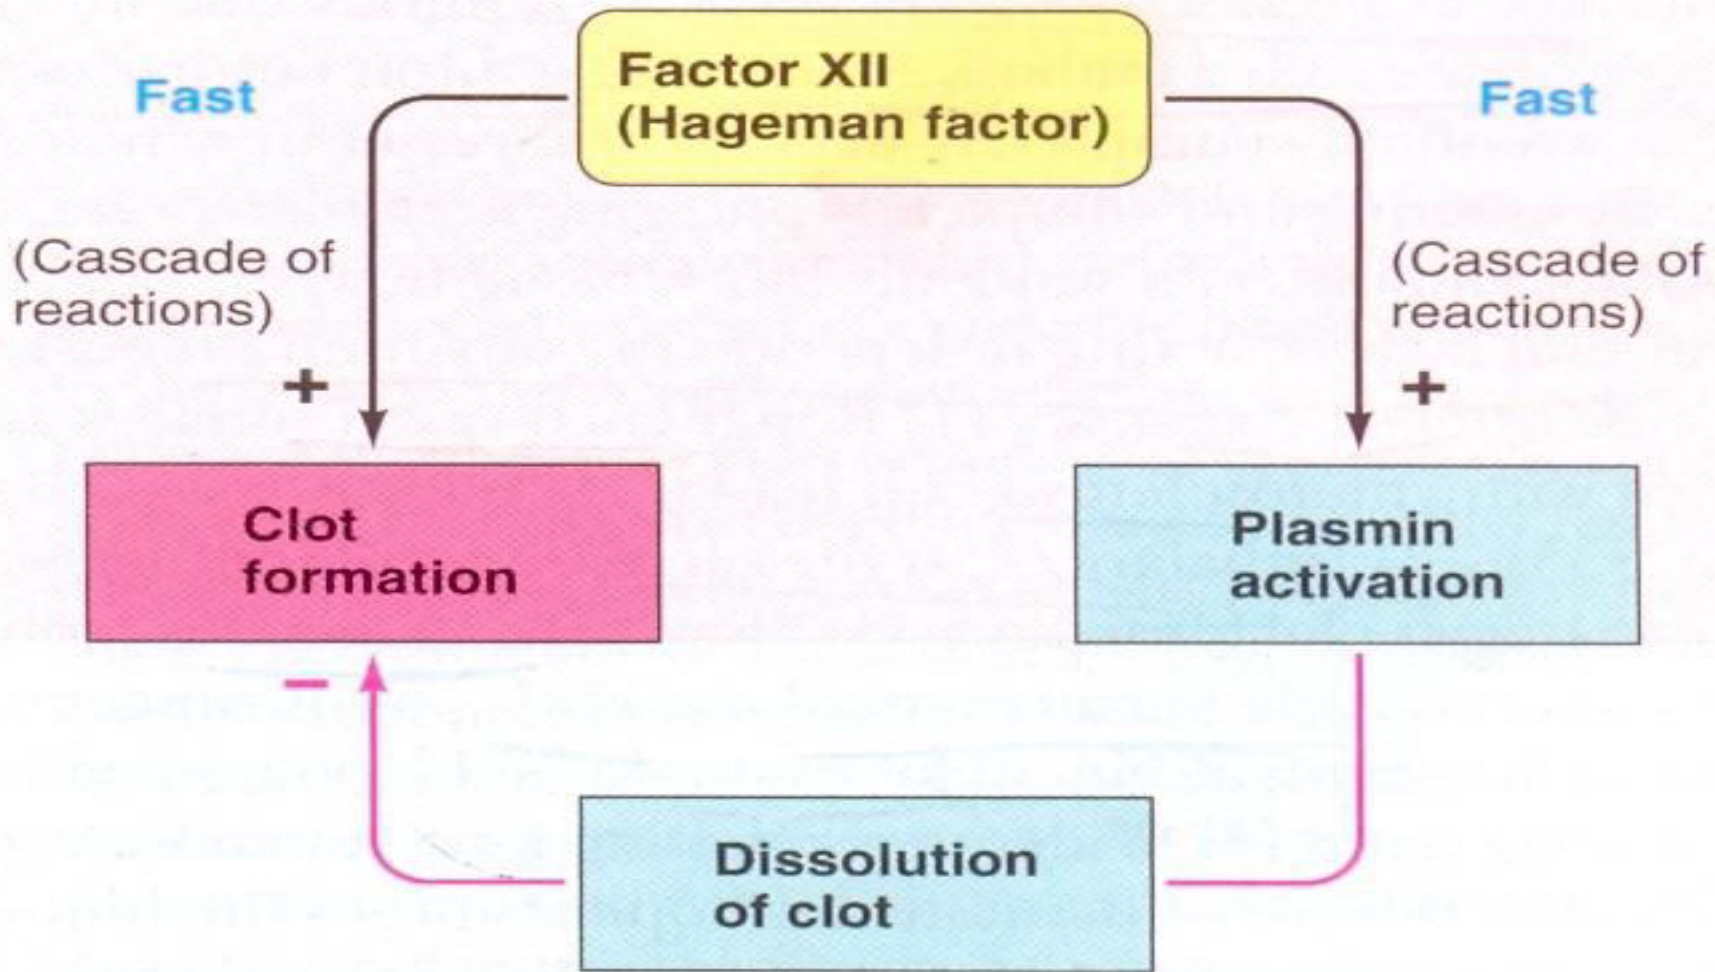 Factor XII
(Hageman factor)
Fast
Fast
(Cascade of
reactions)
(Cascade of
reactions)
+
+
Clot
formation
Plasmin
activation
−
Dissolution
of clot